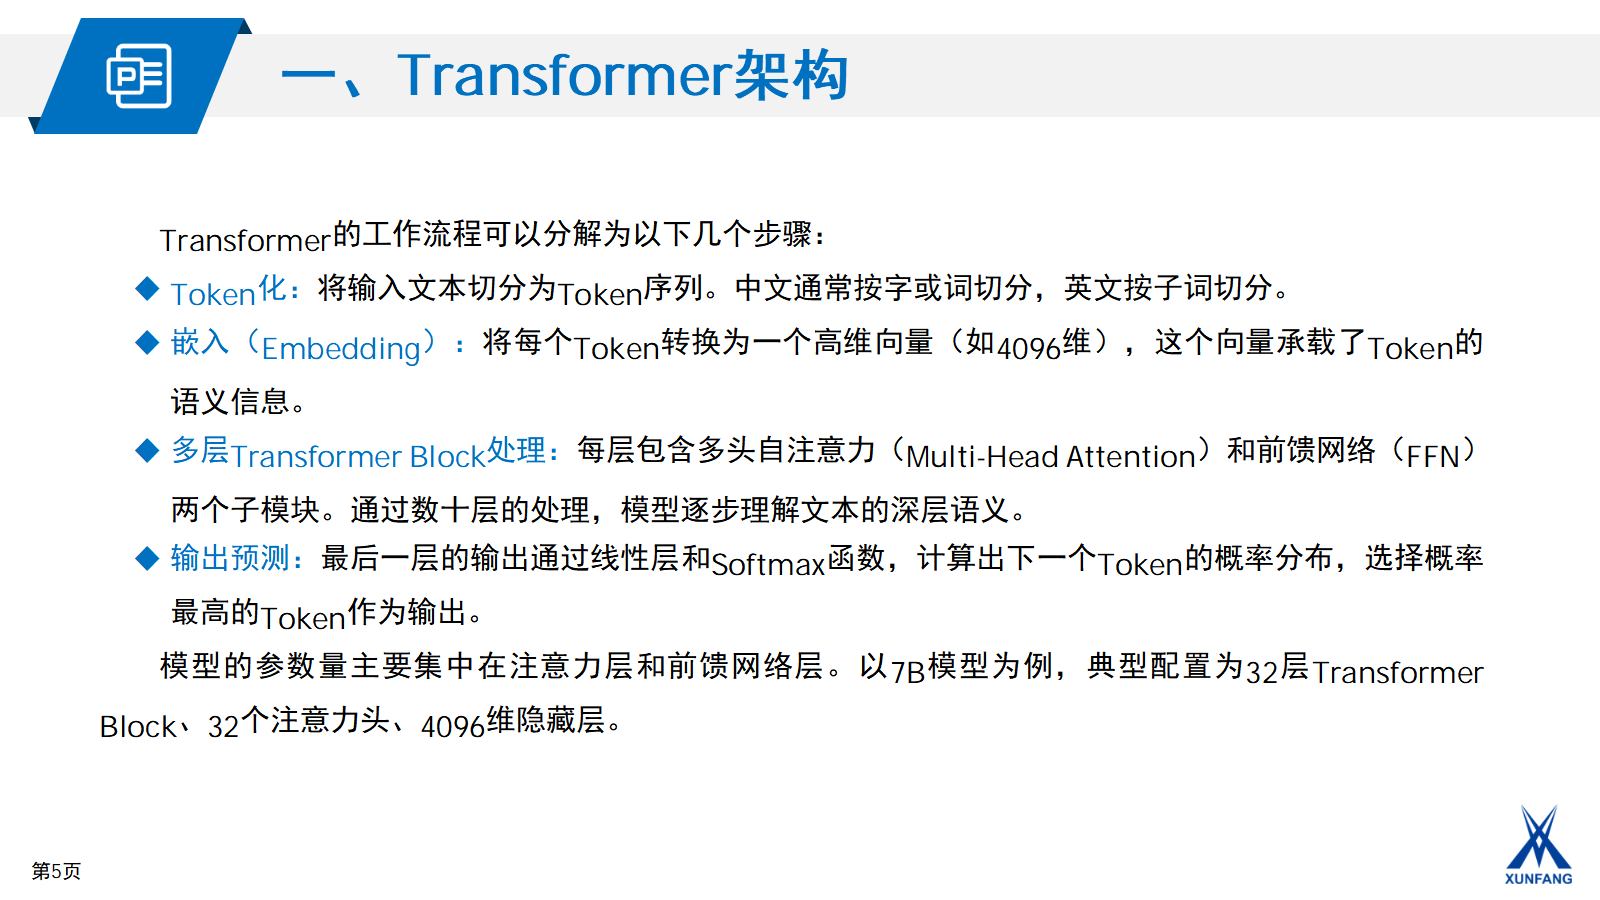 一、Transformer架构
Transformer的工作流程可以分解为以下几个步骤：
Token化：将输入文本切分为Token序列。中文通常按字或词切分，英文按子词切分。
嵌入（Embedding）：将每个Token转换为一个高维向量（如4096维），这个向量承载了Token的
语义信息。
多层Transformer Block处理：每层包含多头自注意力（Multi-Head Attention）和前馈网络（FFN）
两个子模块。通过数十层的处理，模型逐步理解文本的深层语义。
输出预测：最后一层的输出通过线性层和Softmax函数，计算出下一个Token的概率分布，选择概率
最高的Token作为输出。
模型的参数量主要集中在注意力层和前馈网络层。以7B模型为例，典型配置为32层Transformer
Block、32个注意力头、4096维隐藏层。
第5页
XUNFANG